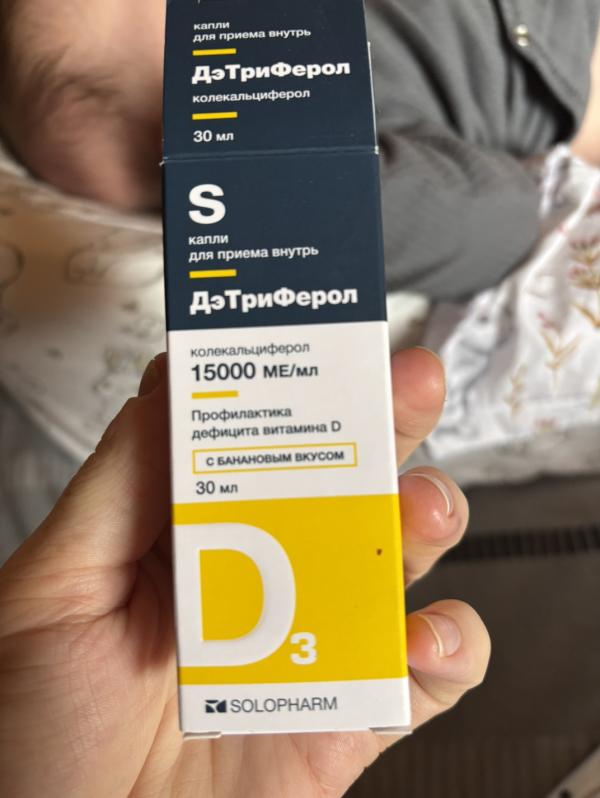 капли
для приема внутрь
ДэТриФерол
колекальциферол
30 мл
S
капли
для приема внутрь
ДэТриФерол
колекальциферол
15000 МЕ/мл
Профилактика
дефицита витамина D
С БАНАНОВЫМ ВКУСОМ
30 мл
D3
SOLOPHARM